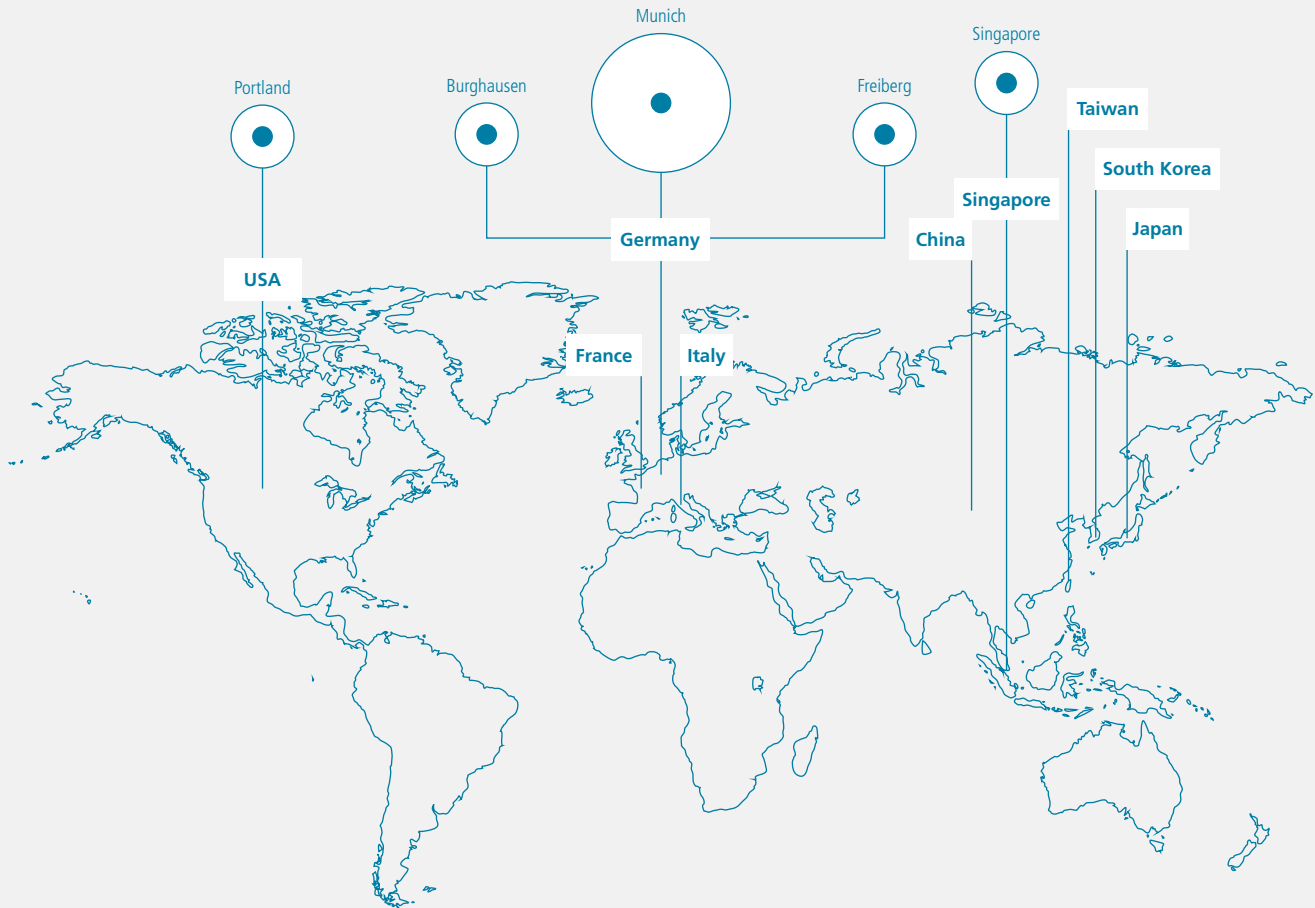 Munich
Singapore
Portland
Burghausen
Freiberg
Taiwan
South Korea
Singapore
Japan
Germany
China
USA
France
Italy